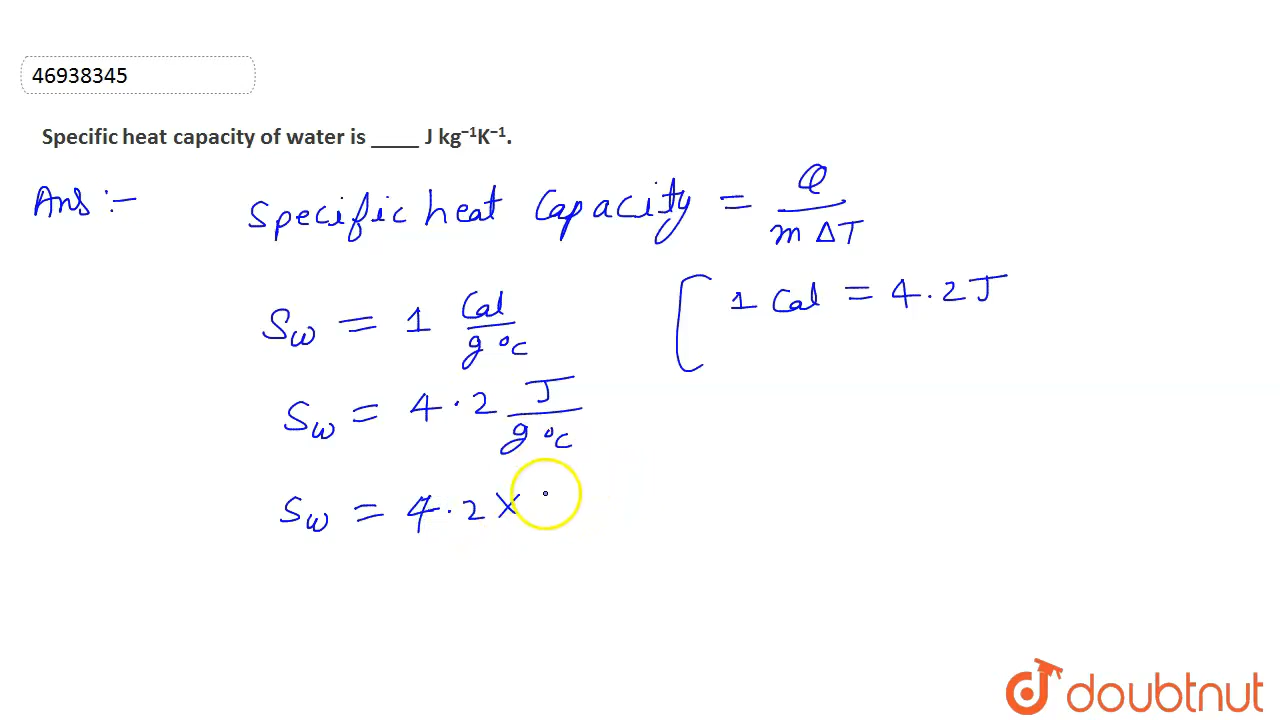 46938345
Specific heat capacity of water is ____ J kg⁻¹K⁻¹.
Ans :- Specific heat Capacity = Q / m ΔT
Sw = 1 Cal / g °C [ 1 Cal = 4.2 J
Sw = 4.2 J / g °C
Sw = 4.2 ×
doubtnut